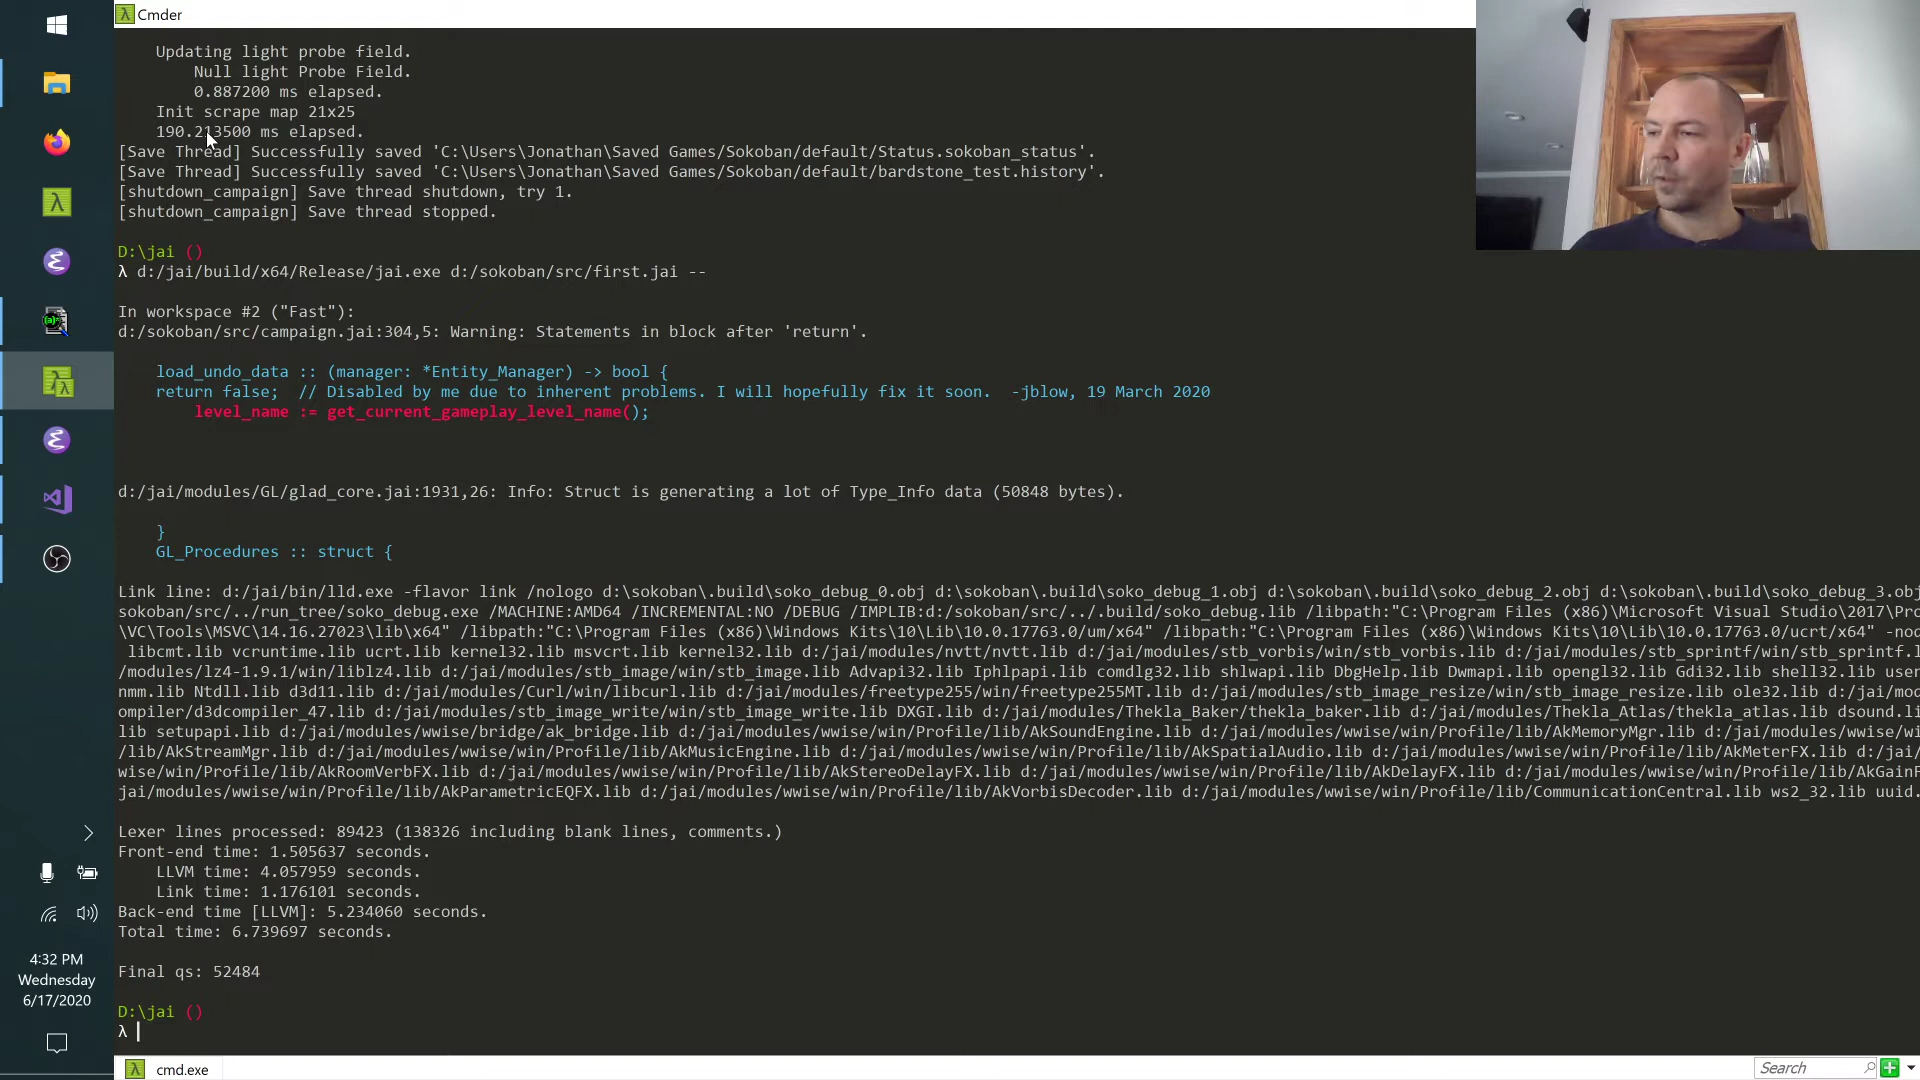 Cmder
Updating light probe field.
Null light Probe Field.
0.887200 ms elapsed.
Init scrape map 21x25
190.213500 ms elapsed.
[Save Thread] Successfully saved 'C:\Users\Jonathan\Saved Games/Sokoban/default/Status.sokoban_status'.
[Save Thread] Successfully saved 'C:\Users\Jonathan\Saved Games/Sokoban/default/bardstone_test.history'.
[shutdown_campaign] Save thread shutdown, try 1.
[shutdown_campaign] Save thread stopped.
D:\jai ()
λ d:/jai/build/x64/Release/jai.exe d:/sokoban/src/first.jai --
In workspace #2 ("Fast"):
d:/sokoban/src/campaign.jai:304,5: Warning: Statements in block after 'return'.
load_undo_data :: (manager: *Entity_Manager) -> bool {
return false;  // Disabled by me due to inherent problems. I will hopefully fix it soon.  -jblow, 19 March 2020
level_name := get_current_gameplay_level_name();
d:/jai/modules/GL/glad_core.jai:1931,26: Info: Struct is generating a lot of Type_Info data (50848 bytes).
}
GL_Procedures :: struct {
Link line: d:/jai/bin/lld.exe -flavor link /nologo d:\sokoban\.build\soko_debug_0.obj d:\sokoban\.build\soko_debug_1.obj d:\sokoban\.build\soko_debug_2.obj d:\sokoban\.build\soko_debug_3.obj
sokoban/src/../run_tree/soko_debug.exe /MACHINE:AMD64 /INCREMENTAL:NO /DEBUG /IMPLIB:d:/sokoban/src/../.build/soko_debug.lib /libpath:"C:\Program Files (x86)\Microsoft Visual Studio\2017\Pro
\VC\Tools\MSVC\14.16.27023\lib\x64" /libpath:"C:\Program Files (x86)\Windows Kits\10\Lib\10.0.17763.0/um/x64" /libpath:"C:\Program Files (x86)\Windows Kits\10\Lib\10.0.17763.0/ucrt/x64" -no
libcmt.lib vcruntime.lib ucrt.lib kernel32.lib msvcrt.lib kernel32.lib d:/jai/modules/nvtt/nvtt.lib d:/jai/modules/stb_vorbis/win/stb_vorbis.lib d:/jai/modules/stb_sprintf/win/stb_sprintf.l
/modules/lz4-1.9.1/win/liblz4.lib d:/jai/modules/stb_image/win/stb_image.lib Advapi32.lib Iphlpapi.lib comdlg32.lib shlwapi.lib DbgHelp.lib Dwmapi.lib opengl32.lib Gdi32.lib shell32.lib user
nmm.lib Ntdll.lib d3d11.lib d:/jai/modules/Curl/win/libcurl.lib d:/jai/modules/freetype255/win/freetype255MT.lib d:/jai/modules/stb_image_resize/win/stb_image_resize.lib ole32.lib d:/jai/mod
ompiler/d3dcompiler_47.lib d:/jai/modules/stb_image_write/win/stb_image_write.lib DXGI.lib d:/jai/modules/Thekla_Baker/thekla_baker.lib d:/jai/modules/Thekla_Atlas/thekla_atlas.lib dsound.li
lib setupapi.lib d:/jai/modules/wwise/bridge/ak_bridge.lib d:/jai/modules/wwise/win/Profile/lib/AkSoundEngine.lib d:/jai/modules/wwise/win/Profile/lib/AkMemoryMgr.lib d:/jai/modules/wwise/wi
/lib/AkStreamMgr.lib d:/jai/modules/wwise/win/Profile/lib/AkMusicEngine.lib d:/jai/modules/wwise/win/Profile/lib/AkSpatialAudio.lib d:/jai/modules/wwise/win/Profile/lib/AkMeterFX.lib d:/jai/
wise/win/Profile/lib/AkRoomVerbFX.lib d:/jai/modules/wwise/win/Profile/lib/AkStereoDelayFX.lib d:/jai/modules/wwise/win/Profile/lib/AkDelayFX.lib d:/jai/modules/wwise/win/Profile/lib/AkGainF
jai/modules/wwise/win/Profile/lib/AkParametricEQFX.lib d:/jai/modules/wwise/win/Profile/lib/AkVorbisDecoder.lib d:/jai/modules/wwise/win/Profile/lib/CommunicationCentral.lib ws2_32.lib uuid.
Lexer lines processed: 89423 (138326 including blank lines, comments.)
Front-end time: 1.505637 seconds.
LLVM time: 4.057959 seconds.
Link time: 1.176101 seconds.
Back-end time [LLVM]: 5.234060 seconds.
Total time: 6.739697 seconds.
Final qs: 52484
D:\jai ()
λ
4:32 PM
Wednesday
6/17/2020
cmd.exe
Search